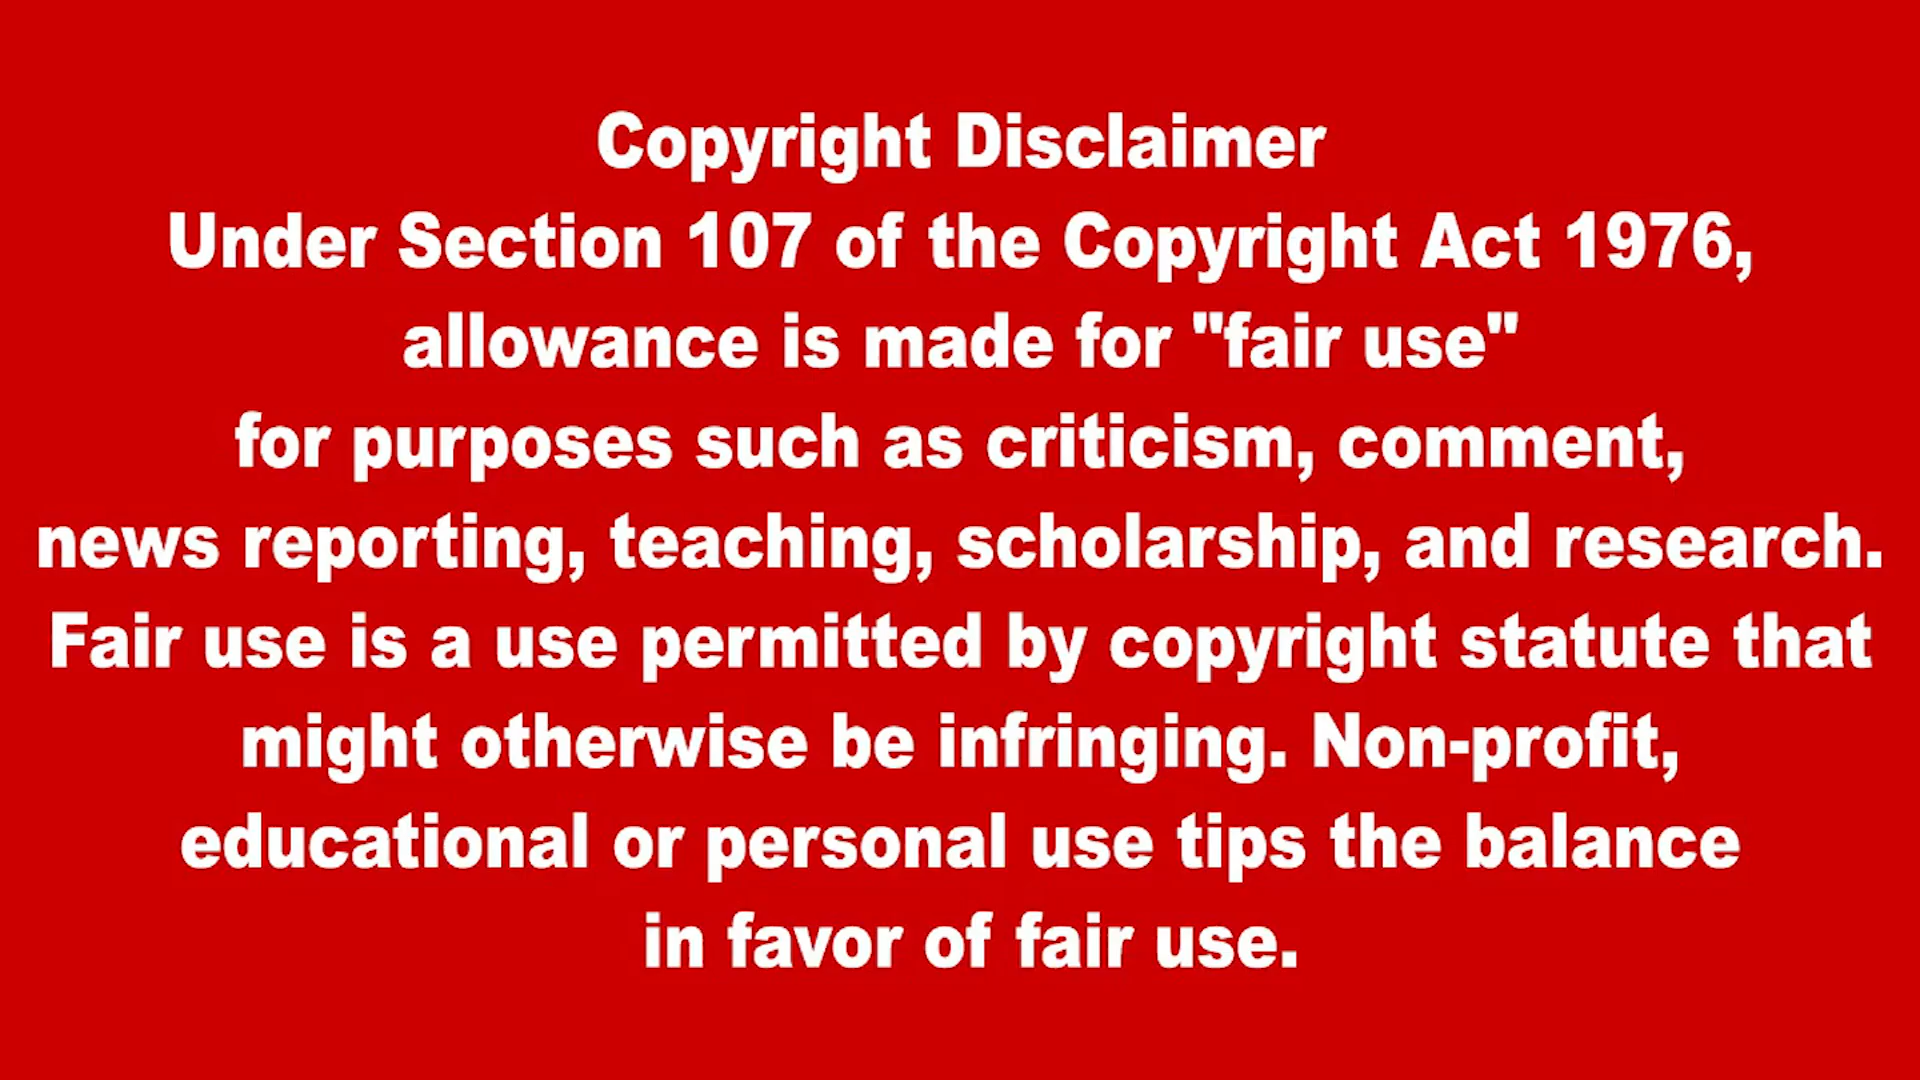 Copyright Disclaimer
Under Section 107 of the Copyright Act 1976,
allowance is made for "fair use"
for purposes such as criticism, comment,
news reporting, teaching, scholarship, and research.
Fair use is a use permitted by copyright statute that
might otherwise be infringing. Non-profit,
educational or personal use tips the balance
in favor of fair use.